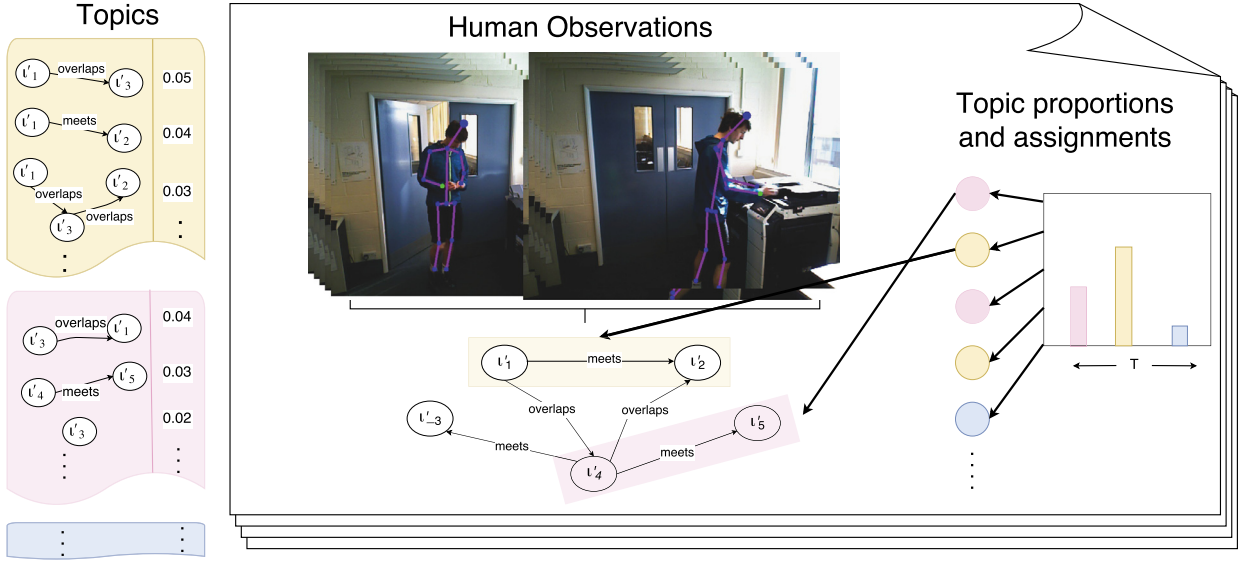 Topics
ι′₁ overlaps ι′₃ 0.05
ι′₁ meets ι′₂ 0.04
ι′₁ overlaps ι′₃ overlaps ι′₂ 0.03
ι′₃ overlaps ι′₁ 0.04
ι′₄ meets ι′₅ 0.03
ι′₃ 0.02
Human Observations
ι′₁ meets ι′₂
overlaps overlaps
ι′₋₃ meets ι′₄ meets ι′₅
Topic proportions
and assignments
T